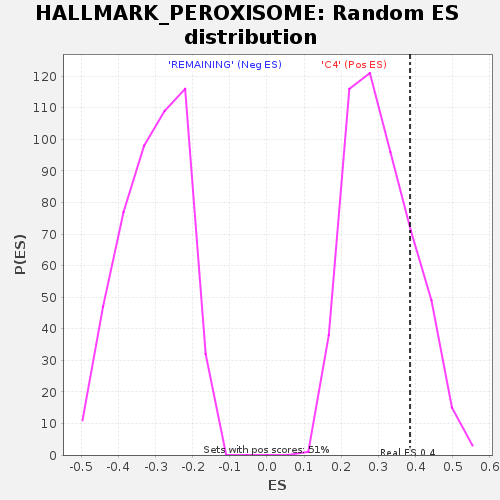 HALLMARK_PEROXISOME: Random ES
distribution
'REMAINING' (Neg ES) 'C4' (Pos ES)
120
110
100
90
80
70
60
50
40
30
20
10
0
P(ES)
Sets with pos scores: 51%
Real ES 0.4
-0.5 -0.4 -0.3 -0.2 -0.1 0.0 0.1 0.2 0.3 0.4 0.5 0.6
ES